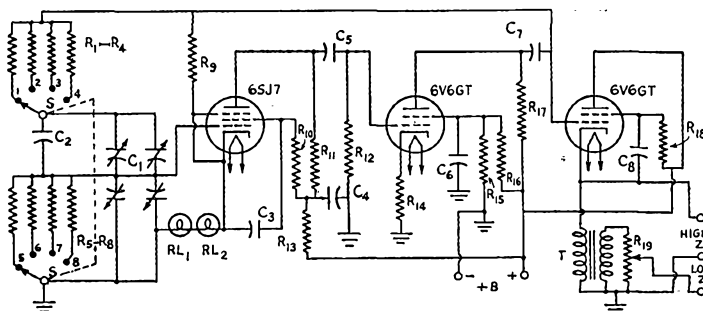 R1—R4
1 2 3 4
S
C2
C1
R5-R8
5 6 7 8
S
R9
6SJ7
RL1 RL2
C3
R10
R11
R13
C5
R12
C4
6V6GT
R14
C6
R15
R16
- +B +
C7
R17
6V6GT
C8
R18
T
R19
HIGH Z
LO Z